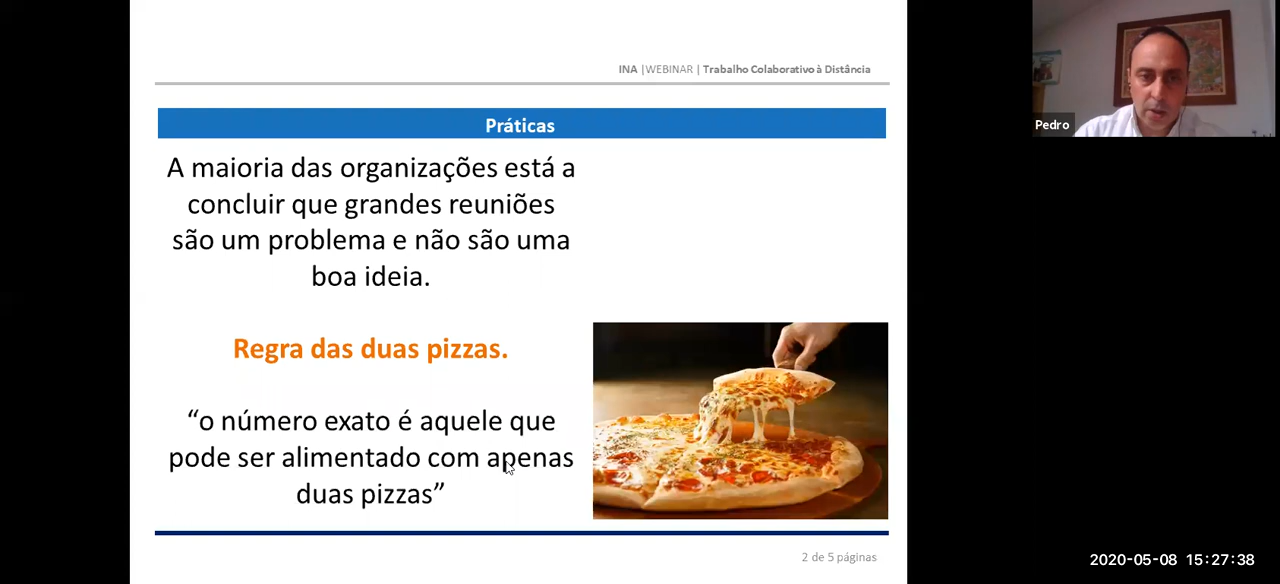 INA |WEBINAR | Trabalho Colaborativo à Distância
Práticas
A maioria das organizações está a
concluir que grandes reuniões
são um problema e não são uma
boa ideia.
Regra das duas pizzas.
“o número exato é aquele que
pode ser alimentado com apenas
duas pizzas”
2 de 5 páginas
Pedro
2020-05-08 15:27:38